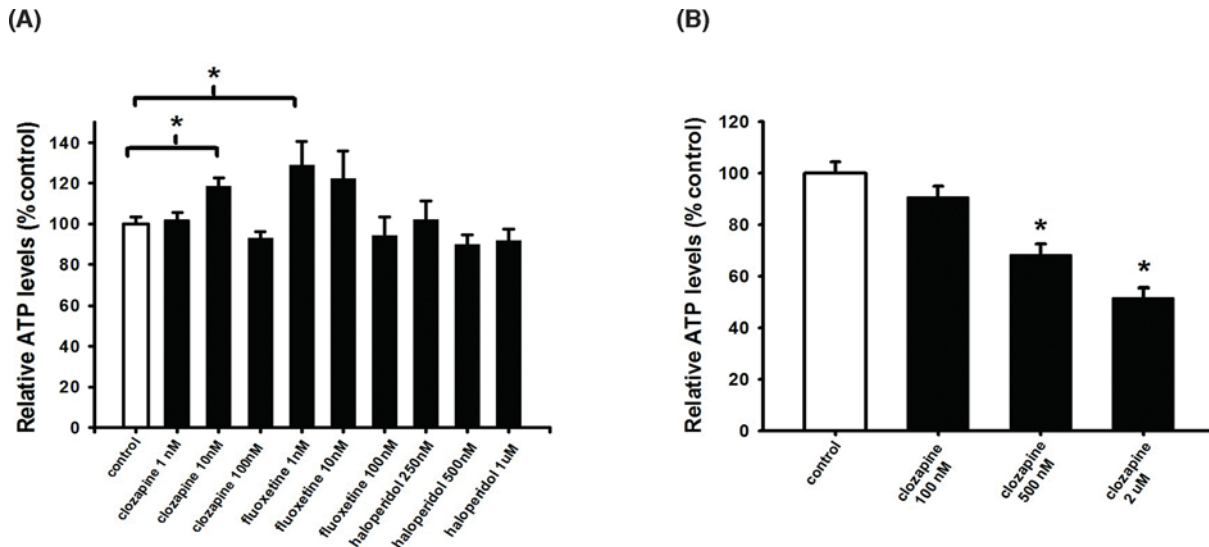 (A)
(B)
*
*
Relative ATP levels (% control)
140
120
100
80
60
40
20
0
control
clozapine 1 nM
clozapine 10nM
clozapine 100nM
fluoxetine 1nM
fluoxetine 10nM
fluoxetine 100nM
haloperidol 250nM
haloperidol 500nM
haloperidol 1uM
Relative ATP levels (% control)
120
100
80
60
40
20
0
*
*
control
clozapine
100 nM
clozapine
500 nM
clozapine
2 uM